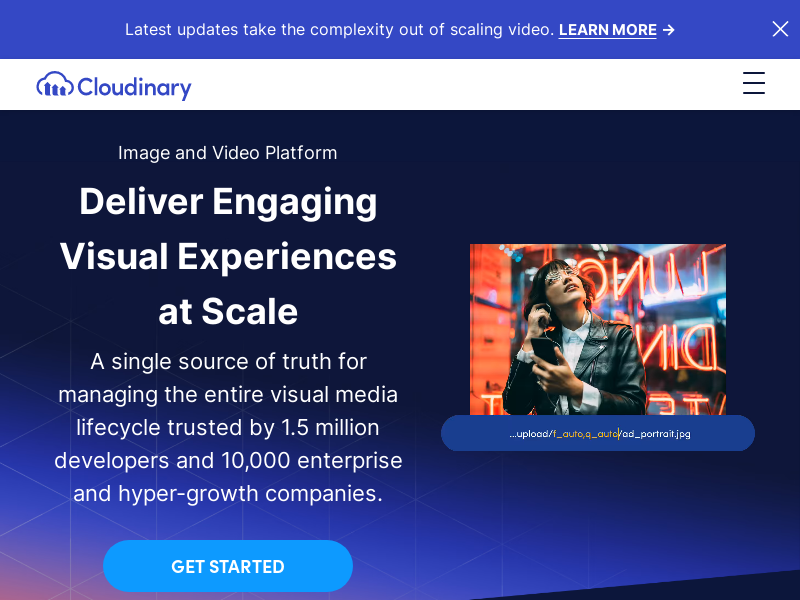 Latest updates take the complexity out of scaling video. LEARN MORE →
Cloudinary
Image and Video Platform
Deliver Engaging
Visual Experiences
at Scale
A single source of truth for
managing the entire visual media
lifecycle trusted by 1.5 million
developers and 10,000 enterprise
and hyper-growth companies.
GET STARTED
...upload/f_auto,q_auto/ad_portrait.jpg